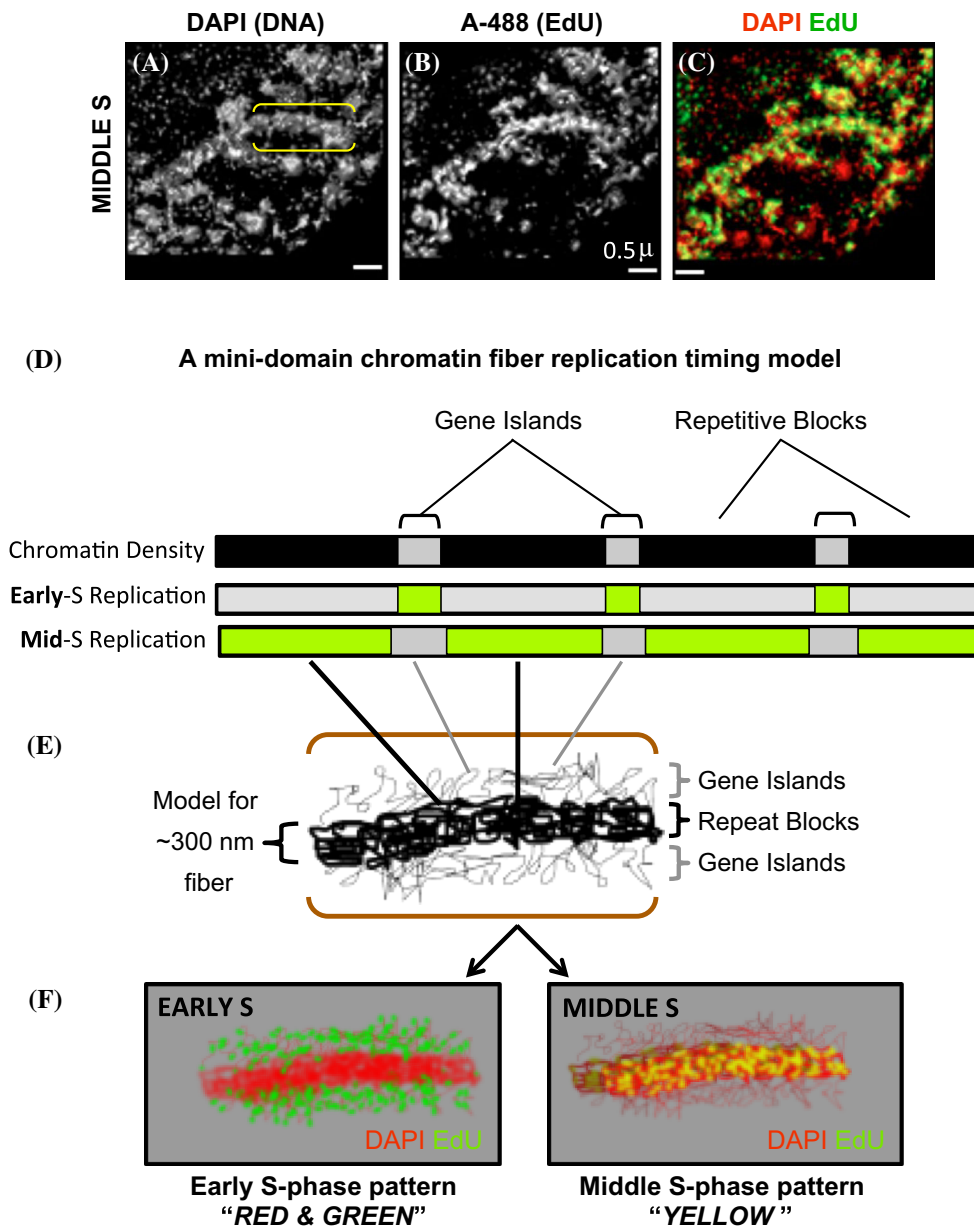 DAPI (DNA) A-488 (EdU) DAPI EdU
MIDDLE S
(A) (B) (C)
0.5 μ
(D) A mini-domain chromatin fiber replication timing model
Gene Islands Repetitive Blocks
Chromatin Density
Early-S Replication
Mid-S Replication
(E)
Model for
~300 nm
fiber
Gene Islands
Repeat Blocks
Gene Islands
(F)
EARLY S
DAPI EdU
MIDDLE S
DAPI EdU
Early S-phase pattern
“RED & GREEN”
Middle S-phase pattern
“YELLOW ”